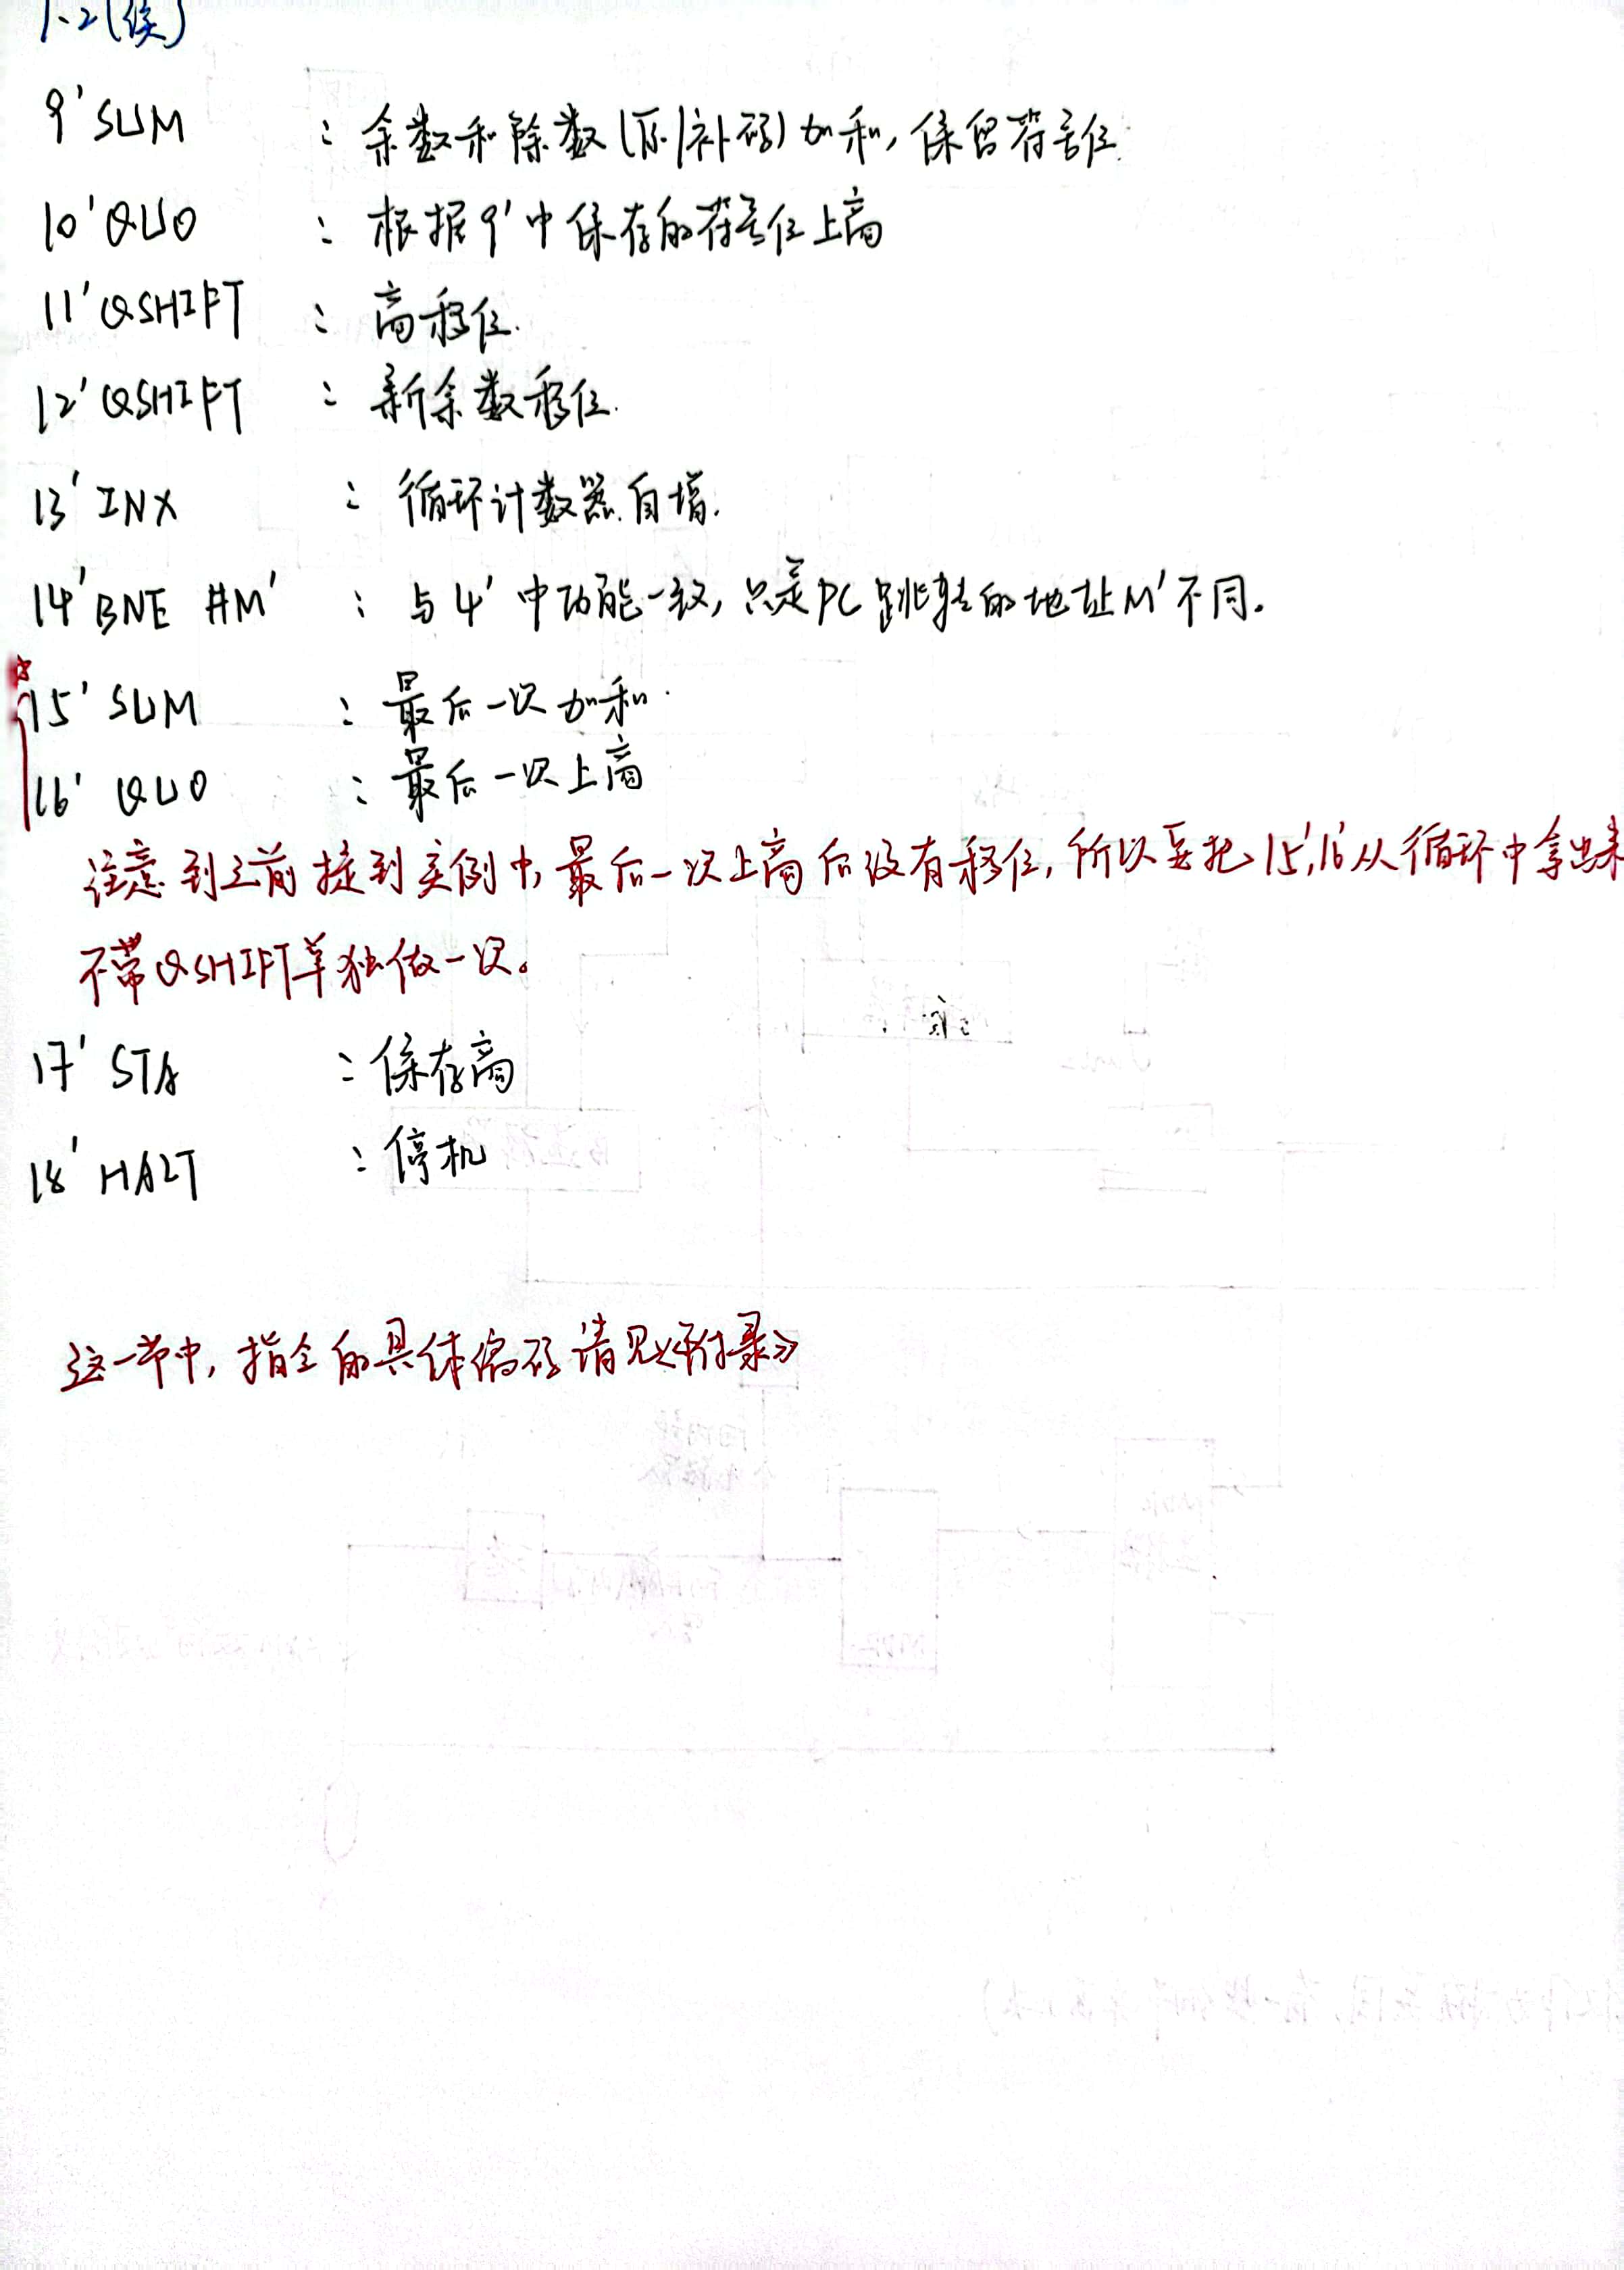 1.2(续)
9' SUM : 余数和除数(原/补码)加和,保留符号位.
10' QUO : 根据9'中保存的符号位上商
11' QSHIFT : 商移位.
12' QSHIFT : 新余数移位.
13' INX : 循环计数器自增.
14' BNE #M' : 与4'中功能一致,只是PC跳转的地址M'不同。
15' SUM : 最后一次加和.
16' QUO : 最后一次上商
注意到之前提到实例中,最后一次上商后没有移位,所以要把15',16'从循环中拿出来
不带QSHIFT单独做一次。
17' STA : 保存商
18' HALT : 停机
这一节中,指令的具体编码请见《附录》